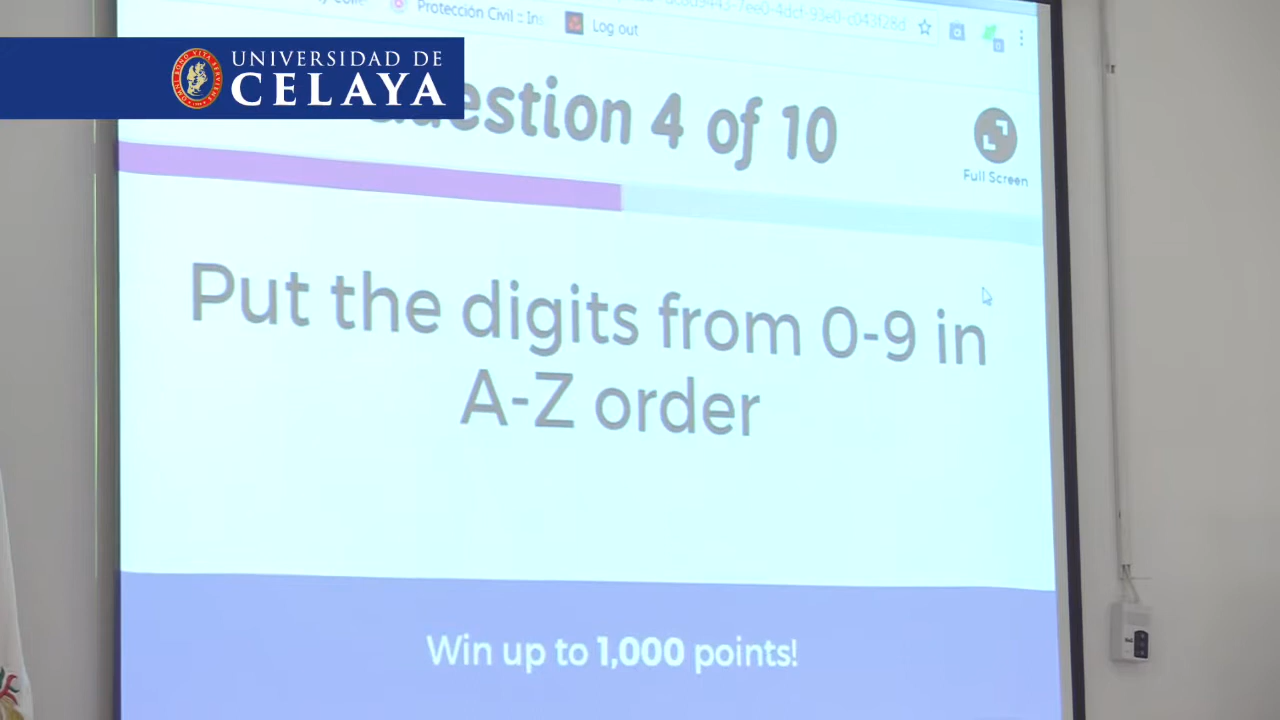 Protección Civil :: Ins
Log out
UNIVERSIDAD DE
CELAYA
Question 4 of 10
Full Screen
Put the digits from 0-9 in
A-Z order
Win up to 1,000 points!